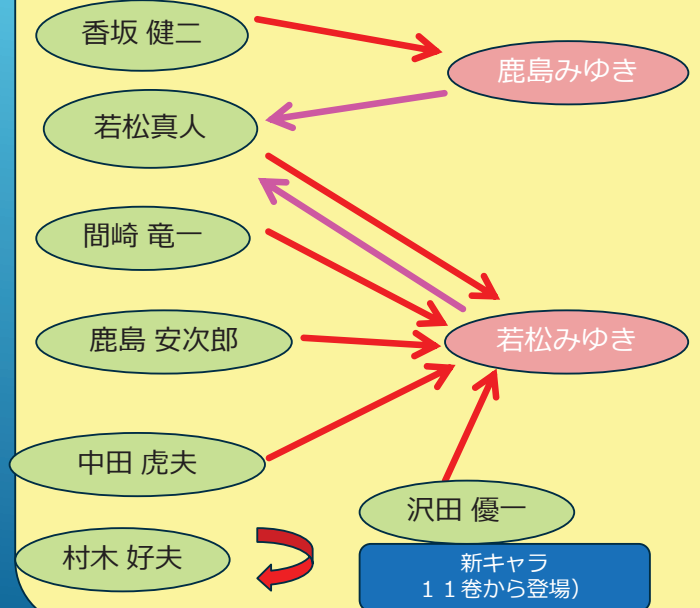 香坂 健二
鹿島みゆき
若松真人
間崎 竜一
鹿島 安次郎
若松みゆき
中田 虎夫
沢田 優一
村木 好夫
新キャラ
１１巻から登場）